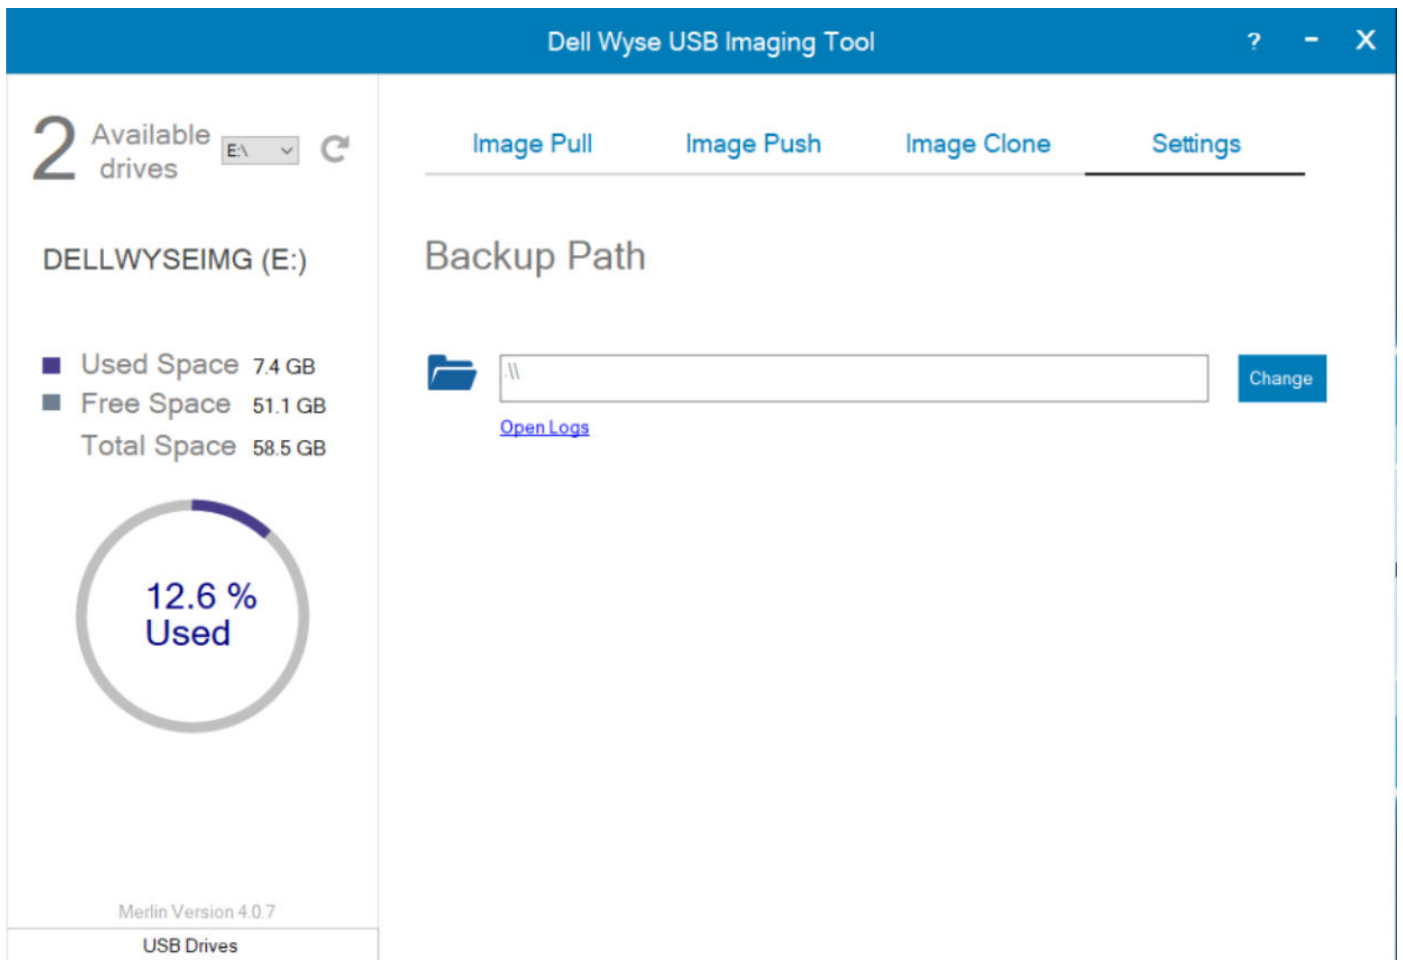 Dell Wyse USB Imaging Tool
? - X
2 Available drives E:\
Image Pull Image Push Image Clone Settings
DELLWYSEIMG (E:)
Backup Path
Used Space 7.4 GB
Free Space 51.1 GB
Total Space 58.5 GB
.\\
Change
Open Logs
12.6 %
Used
Merlin Version 4.0.7
USB Drives